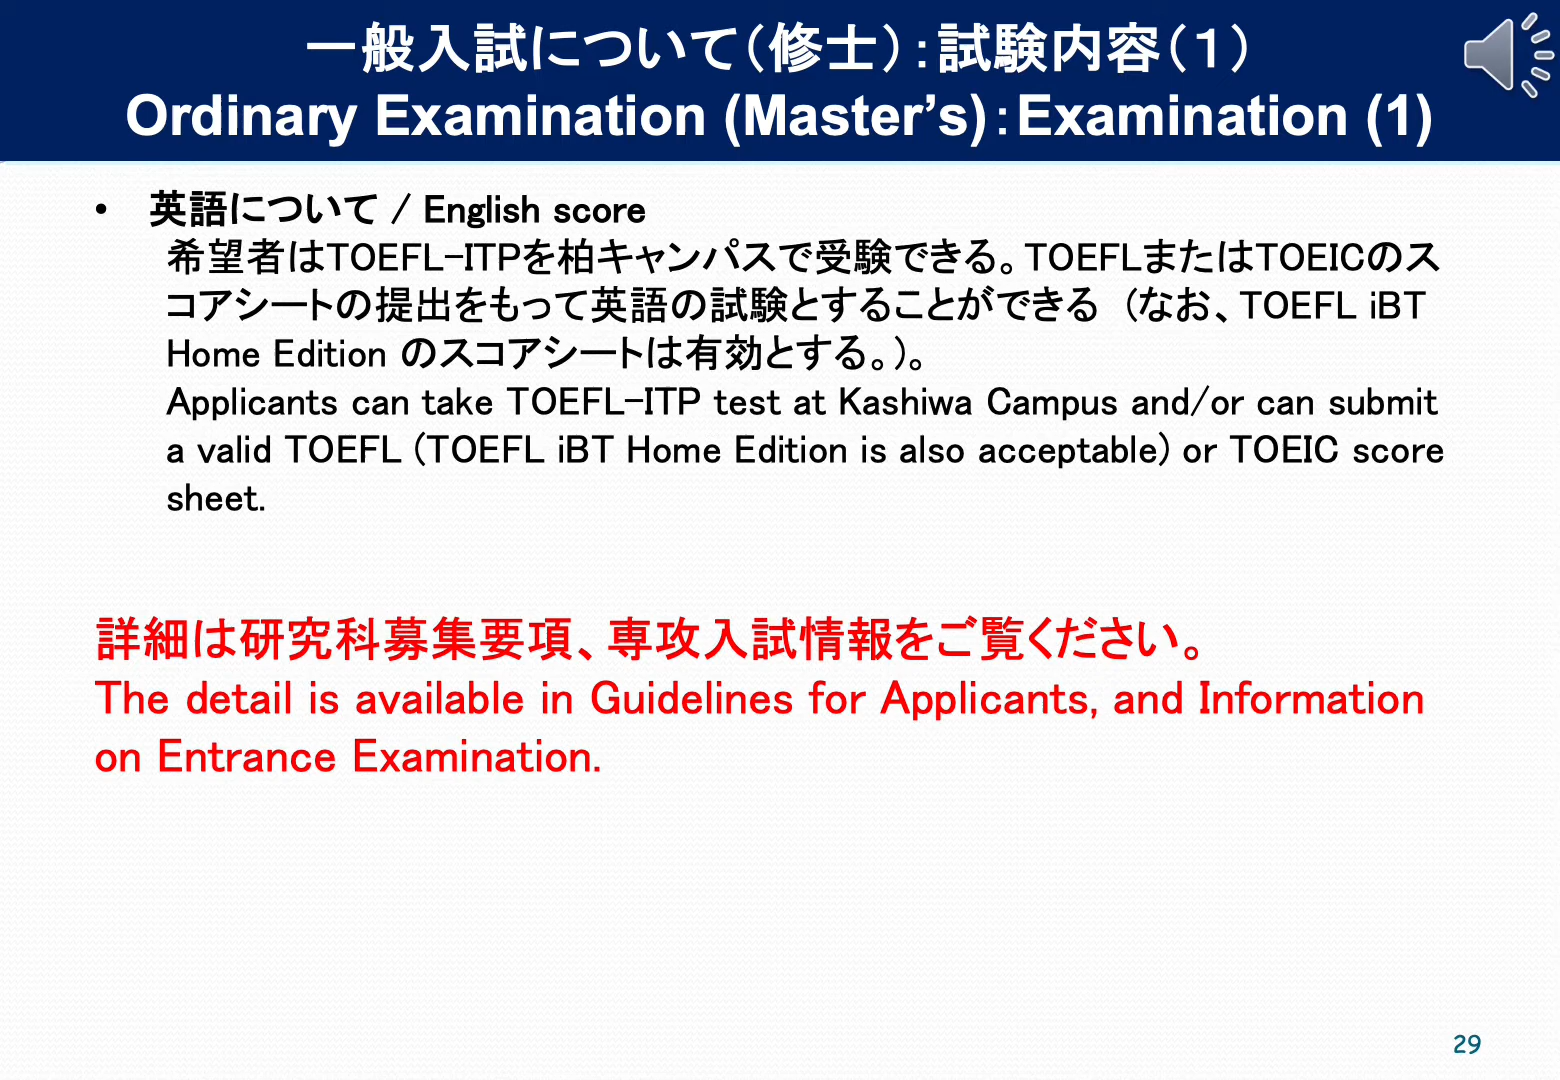 一般入試について（修士）：試験内容（１）
Ordinary Examination (Master’s)：Examination (1)
• 英語について / English score
希望者はTOEFL-ITPを柏キャンパスで受験できる。TOEFLまたはTOEICのス
コアシートの提出をもって英語の試験とすることができる （なお、TOEFL iBT
Home Edition のスコアシートは有効とする。）。
Applicants can take TOEFL-ITP test at Kashiwa Campus and/or can submit
a valid TOEFL (TOEFL iBT Home Edition is also acceptable) or TOEIC score
sheet.
詳細は研究科募集要項、専攻入試情報をご覧ください。
The detail is available in Guidelines for Applicants, and Information
on Entrance Examination.
29